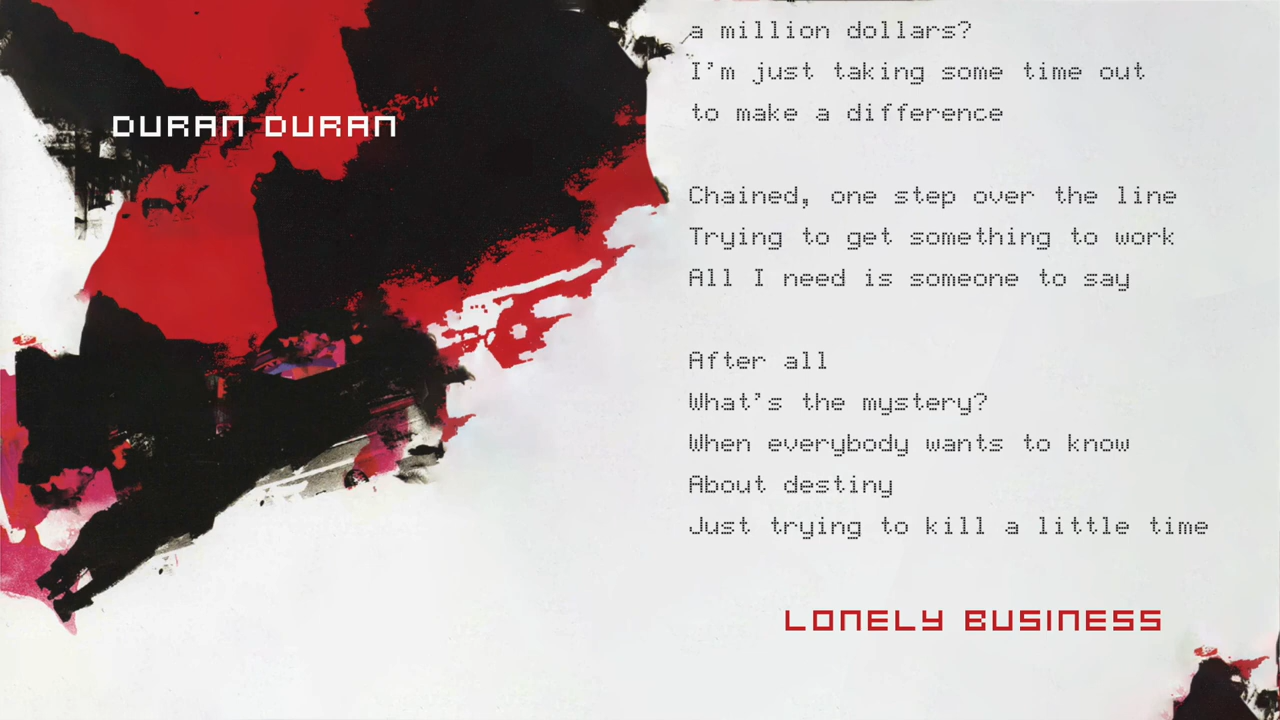 DURAN DURAN
a million dollars?
I'm just taking some time out
to make a difference
Chained, one step over the line
Trying to get something to work
All I need is someone to say
After all
What's the mystery?
When everybody wants to know
About destiny
Just trying to kill a little time
LONELY BUSINESS